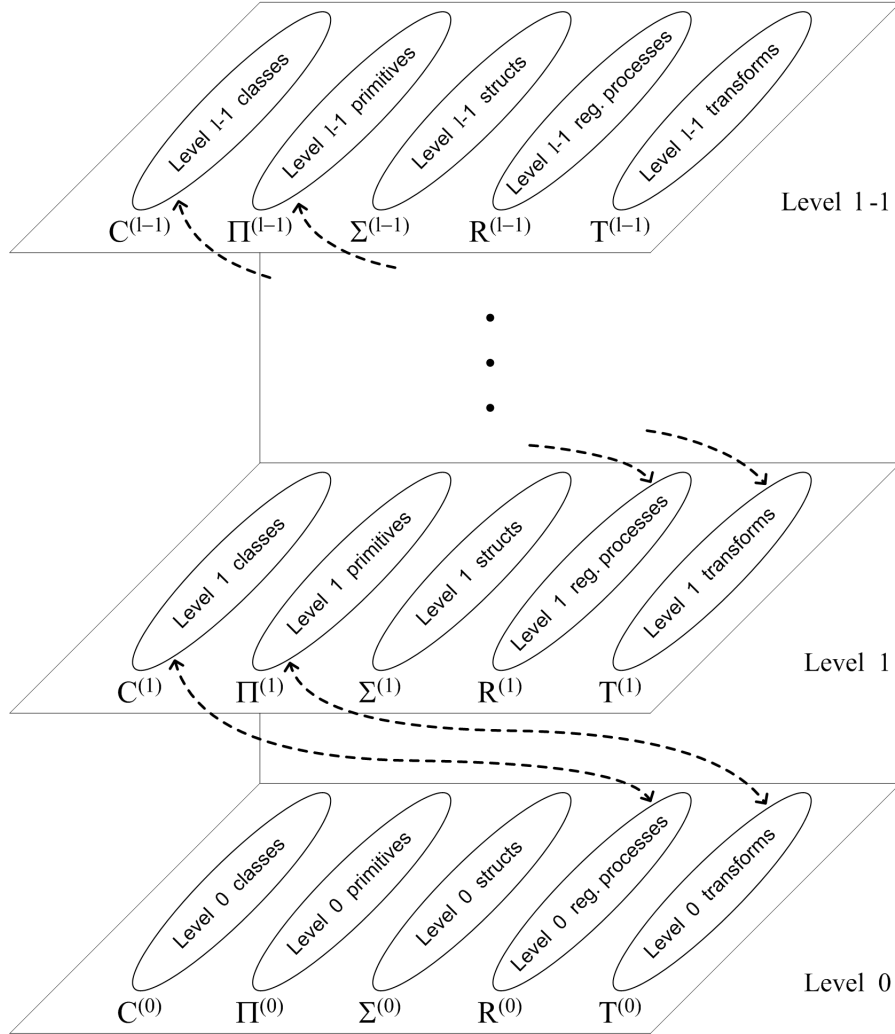 Level l-1 classes
Level l-1 primitives
Level l-1 structs
Level l-1 reg. processes
Level l-1 transforms
C(l–1)
Π(l–1)
Σ(l–1)
R(l–1)
T(l–1)
Level l -1
Level 1 classes
Level 1 primitives
Level 1 structs
Level 1 reg. processes
Level 1 transforms
C(1)
Π(1)
Σ(1)
R(1)
T(1)
Level 1
Level 0 classes
Level 0 primitives
Level 0 structs
Level 0 reg. processes
Level 0 transforms
C(0)
Π(0)
Σ(0)
R(0)
T(0)
Level 0